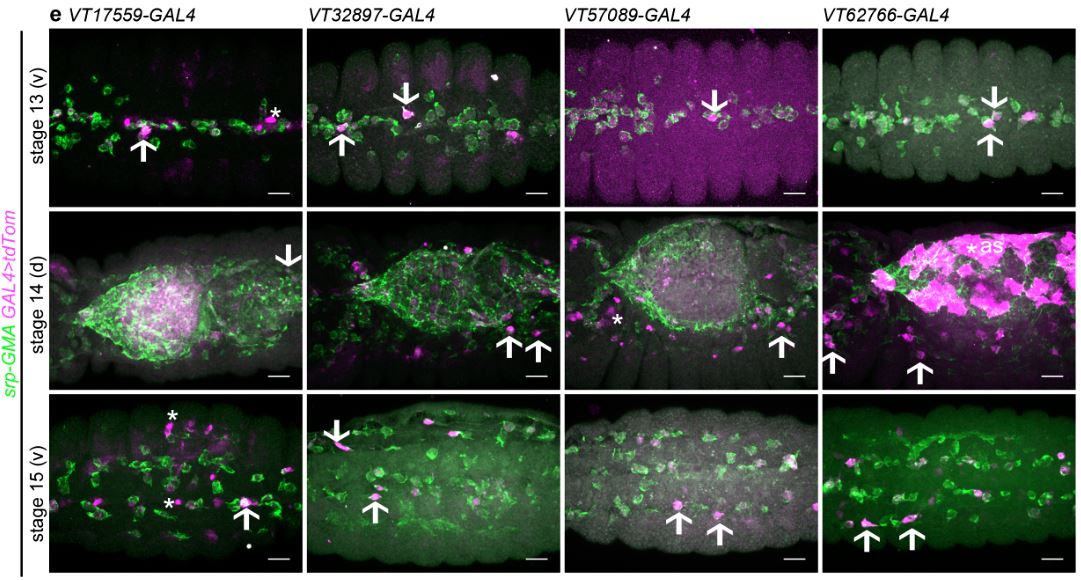 e VT17559-GAL4 VT32897-GAL4 VT57089-GAL4 VT62766-GAL4
srp-GMA GAL4>tdTom
stage 13 (v)
*
stage 14 (d)
*
* as
stage 15 (v)
*
*